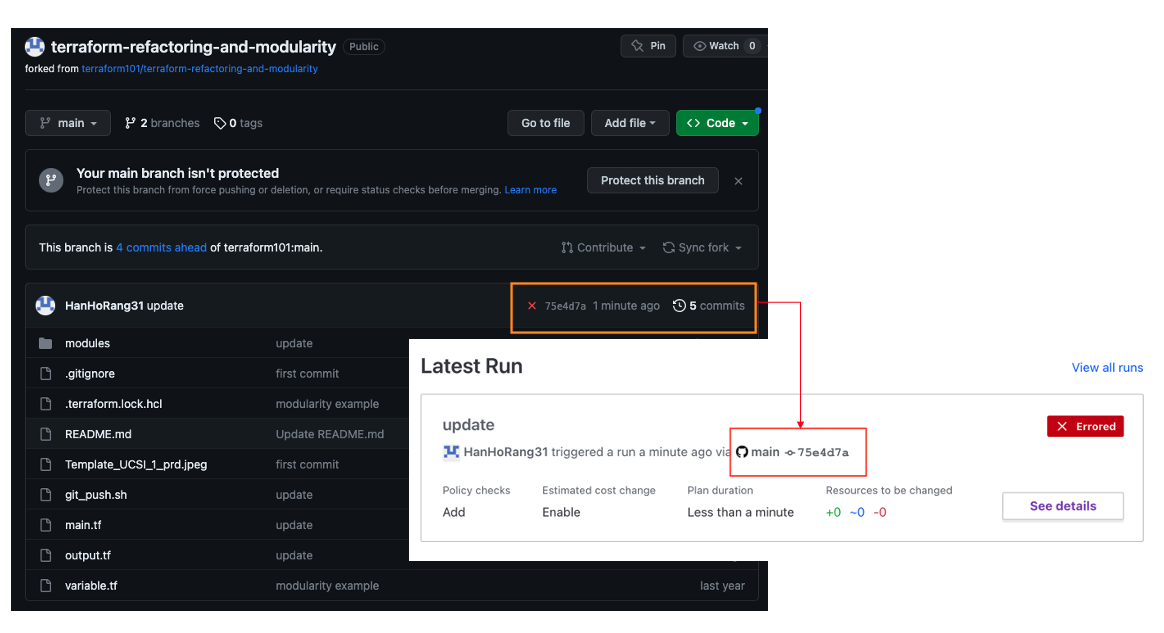 terraform-refactoring-and-modularity Public
Pin
Watch 0
forked from terraform101/terraform-refactoring-and-modularity
main
2 branches
0 tags
Go to file
Add file
Code
Your main branch isn't protected
Protect this branch from force pushing or deletion, or require status checks before merging. Learn more
Protect this branch
This branch is 4 commits ahead of terraform101:main.
Contribute
Sync fork
HanHoRang31 update
75e4d7a 1 minute ago
5 commits
modules update
.gitignore first commit
.terraform.lock.hcl modularity example
README.md Update README.md
Template_UCSI_1_prd.jpeg first commit
git_push.sh update
main.tf update
output.tf update
variable.tf modularity example last year
Latest Run
View all runs
update
Errored
HanHoRang31 triggered a run a minute ago via main 75e4d7a
Policy checks Estimated cost change Plan duration Resources to be changed
Add Enable Less than a minute +0 ~0 -0
See details